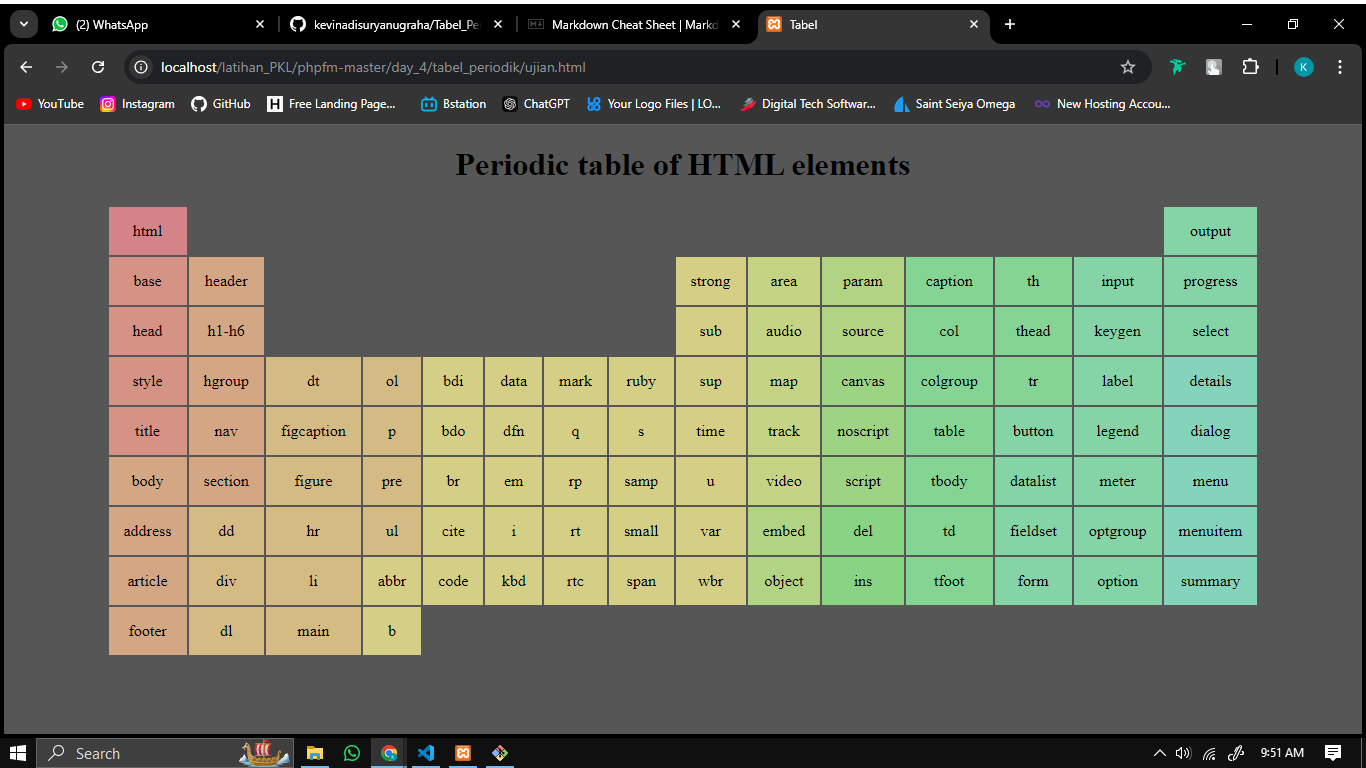 (2) WhatsApp kevinadisuryanugraha/Tabel_Pe Markdown Cheat Sheet | Markd Tabel
localhost/latihan_PKL/phpfm-master/day_4/tabel_periodik/ujian.html K
YouTube Instagram GitHub H Free Landing Page... Bstation ChatGPT Your Logo Files | LO... Digital Tech Softwar... Saint Seiya Omega New Hosting Accou...
Periodic table of HTML elements
html output
base header strong area param caption th input progress
head h1-h6 sub audio source col thead keygen select
style hgroup dt ol bdi data mark ruby sup map canvas colgroup tr label details
title nav figcaption p bdo dfn q s time track noscript table button legend dialog
body section figure pre br em rp samp u video script tbody datalist meter menu
address dd hr ul cite i rt small var embed del td fieldset optgroup menuitem
article div li abbr code kbd rtc span wbr object ins tfoot form option summary
footer dl main b
Search 9:51 AM